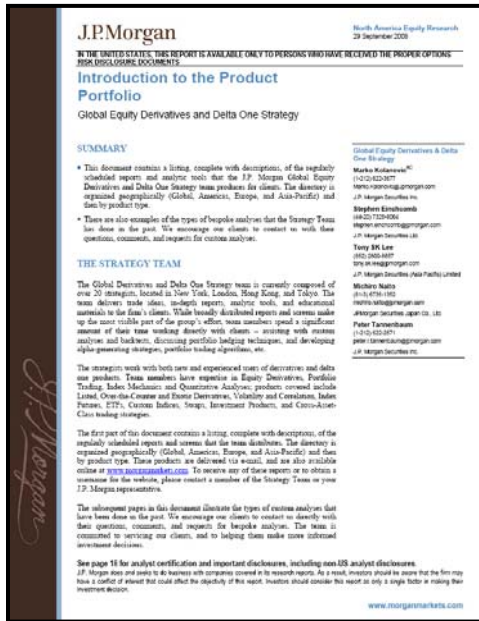 J.P.Morgan
North America Equity Research
29 September 2008
IN THE UNITED STATES, THIS REPORT IS AVAILABLE ONLY TO PERSONS WHO HAVE RECEIVED THE PROPER OPTIONS
RISK DISCLOSURE DOCUMENTS
Introduction to the Product
Portfolio
Global Equity Derivatives and Delta One Strategy
SUMMARY
• This document contains a listing, complete with descriptions, of the regularly
scheduled reports and analytic tools that the J.P. Morgan Global Equity
Derivatives and Delta One Strategy team produces for clients. The directory is
organized geographically (Global, Americas, Europe, and Asia-Pacific) and
then by product type.
• There are also examples of the types of bespoke analyses that the Strategy Team
has done in the past. We encourage our clients to contact us with their
questions, comments, and requests for custom analyses.
THE STRATEGY TEAM
The Global Derivatives and Delta One Strategy team is currently composed of
over 20 strategists, located in New York, London, Hong Kong, and Tokyo. The
team delivers trade ideas, in-depth reports, analytic tools, and educational
materials to the firm's clients. While broadly distributed reports and screens make
up the most visible part of the group's effort, team members spend a significant
amount of their time working directly with clients – assisting with custom
analyses and backtests, discussing portfolio hedging techniques, and developing
alpha-generating strategies, portfolio trading algorithms, etc.
The strategists work with both new and experienced users of derivatives and delta
one products. Team members have expertise in Equity Derivatives, Portfolio
Trading, Index Mechanics and Quantitative Analyses; products covered include
Listed, Over-the-Counter and Exotic Derivatives, Volatility and Correlation, Index
Futures, ETFs, Custom Indices, Swaps, Investment Products, and Cross-Asset-
Class trading strategies.
The first part of this document contains a listing, complete with descriptions, of the
regularly scheduled reports and screens that the team distributes. The directory is
organized geographically (Global, Americas, Europe, and Asia-Pacific) and then
by product type. These products are delivered via e-mail, and are also available
online at www.morganmarkets.com. To receive any of these reports or to obtain a
username for the website, please contact a member of the Strategy Team or your
J.P. Morgan representative.
The subsequent pages in this document illustrate the types of custom analyses that
have been done in the past. We encourage our clients to contact us directly with
their questions, comments, and requests for bespoke analyses. The team is
committed to servicing our clients, and to helping them make more informed
investment decisions.
Global Equity Derivatives & Delta
One Strategy
Marko Kolanovic AC
(1-212)
J.P. Morgan Securities Inc.
Stephen Einchcomb
J.P. Morgan Securities Ltd.
Tony SK Lee
J.P. Morgan Securities (Asia Pacific) Limited
Michiro Naito
JPMorgan Securities Japan Co., Ltd.
Peter Tannenbaum
(1-212)
J.P. Morgan Securities Inc.
See page 18 for analyst certification and important disclosures, including non-US analyst disclosures.
J.P. Morgan does and seeks to do business with companies covered in its research reports. As a result, investors should be aware that the firm may
have a conflict of interest that could affect the objectivity of this report. Investors should consider this report as only a single factor in making their
investment decision.
www.morganmarkets.com
J.P.Morgan